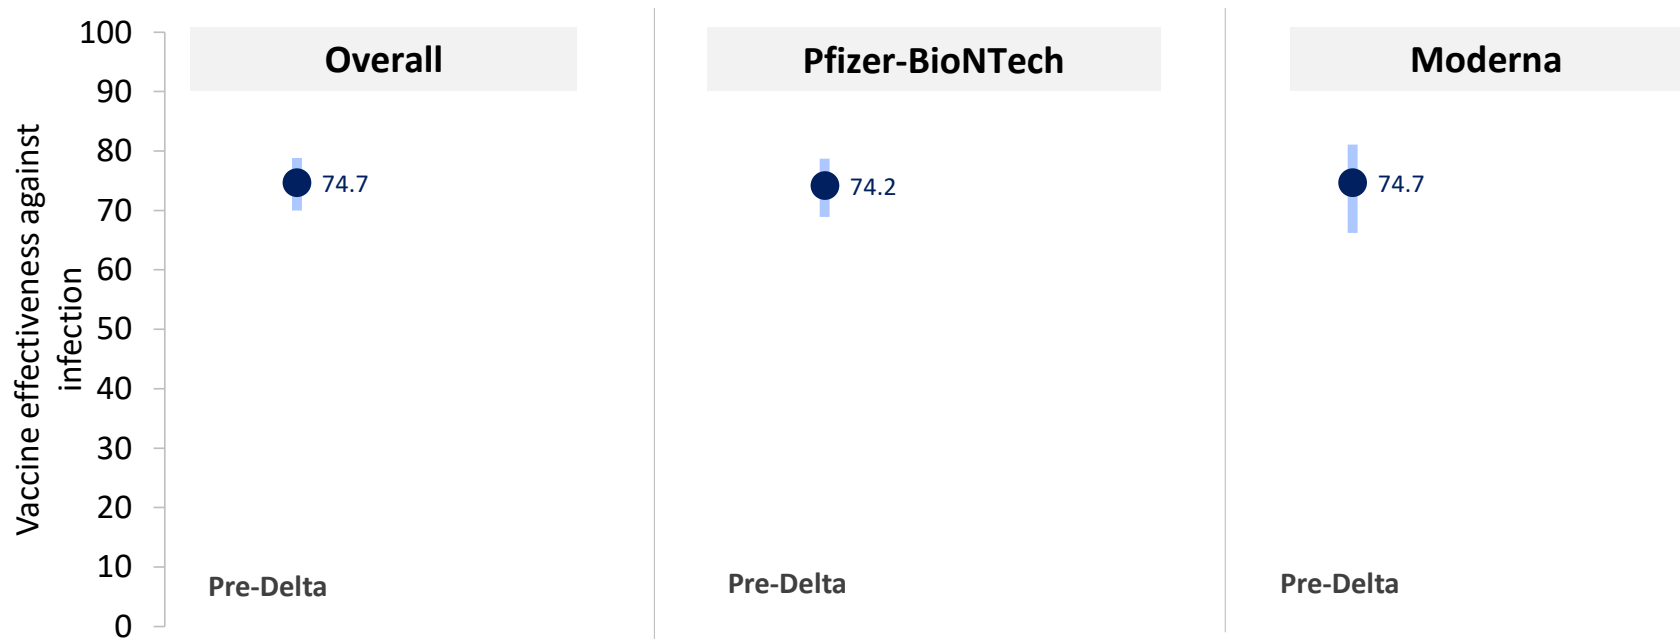 Vaccine effectiveness against
infection
100
90
80
70
60
50
40
30
20
10
0
Overall
74.7
Pre-Delta
Pfizer-BioNTech
74.2
Pre-Delta
Moderna
74.7
Pre-Delta